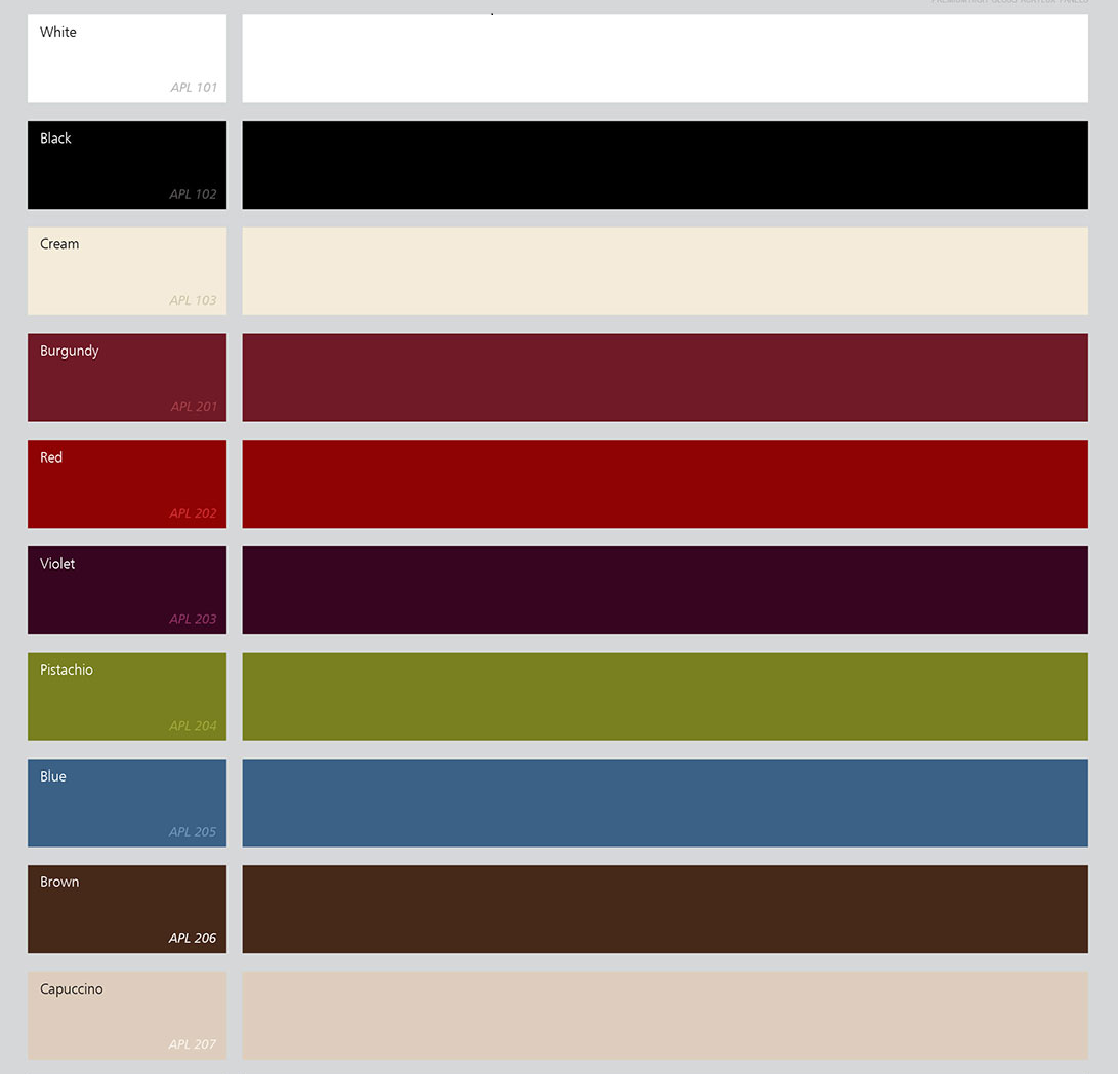 White
APL 101
Black
APL 102
Cream
APL 103
Burgundy
APL 201
Red
APL 202
Violet
APL 203
Pistachio
APL 204
Blue
APL 205
Brown
APL 206
Capuccino
APL 207